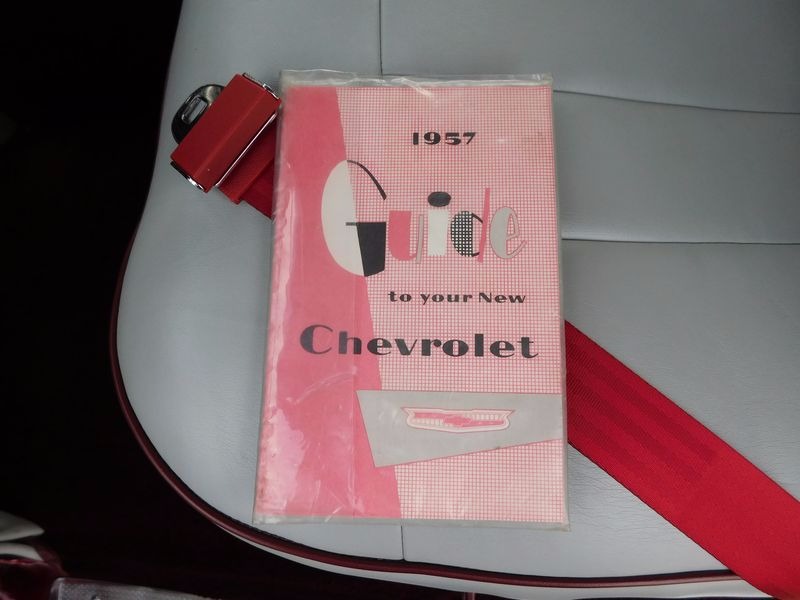 1957
Guide
to your New
Chevrolet